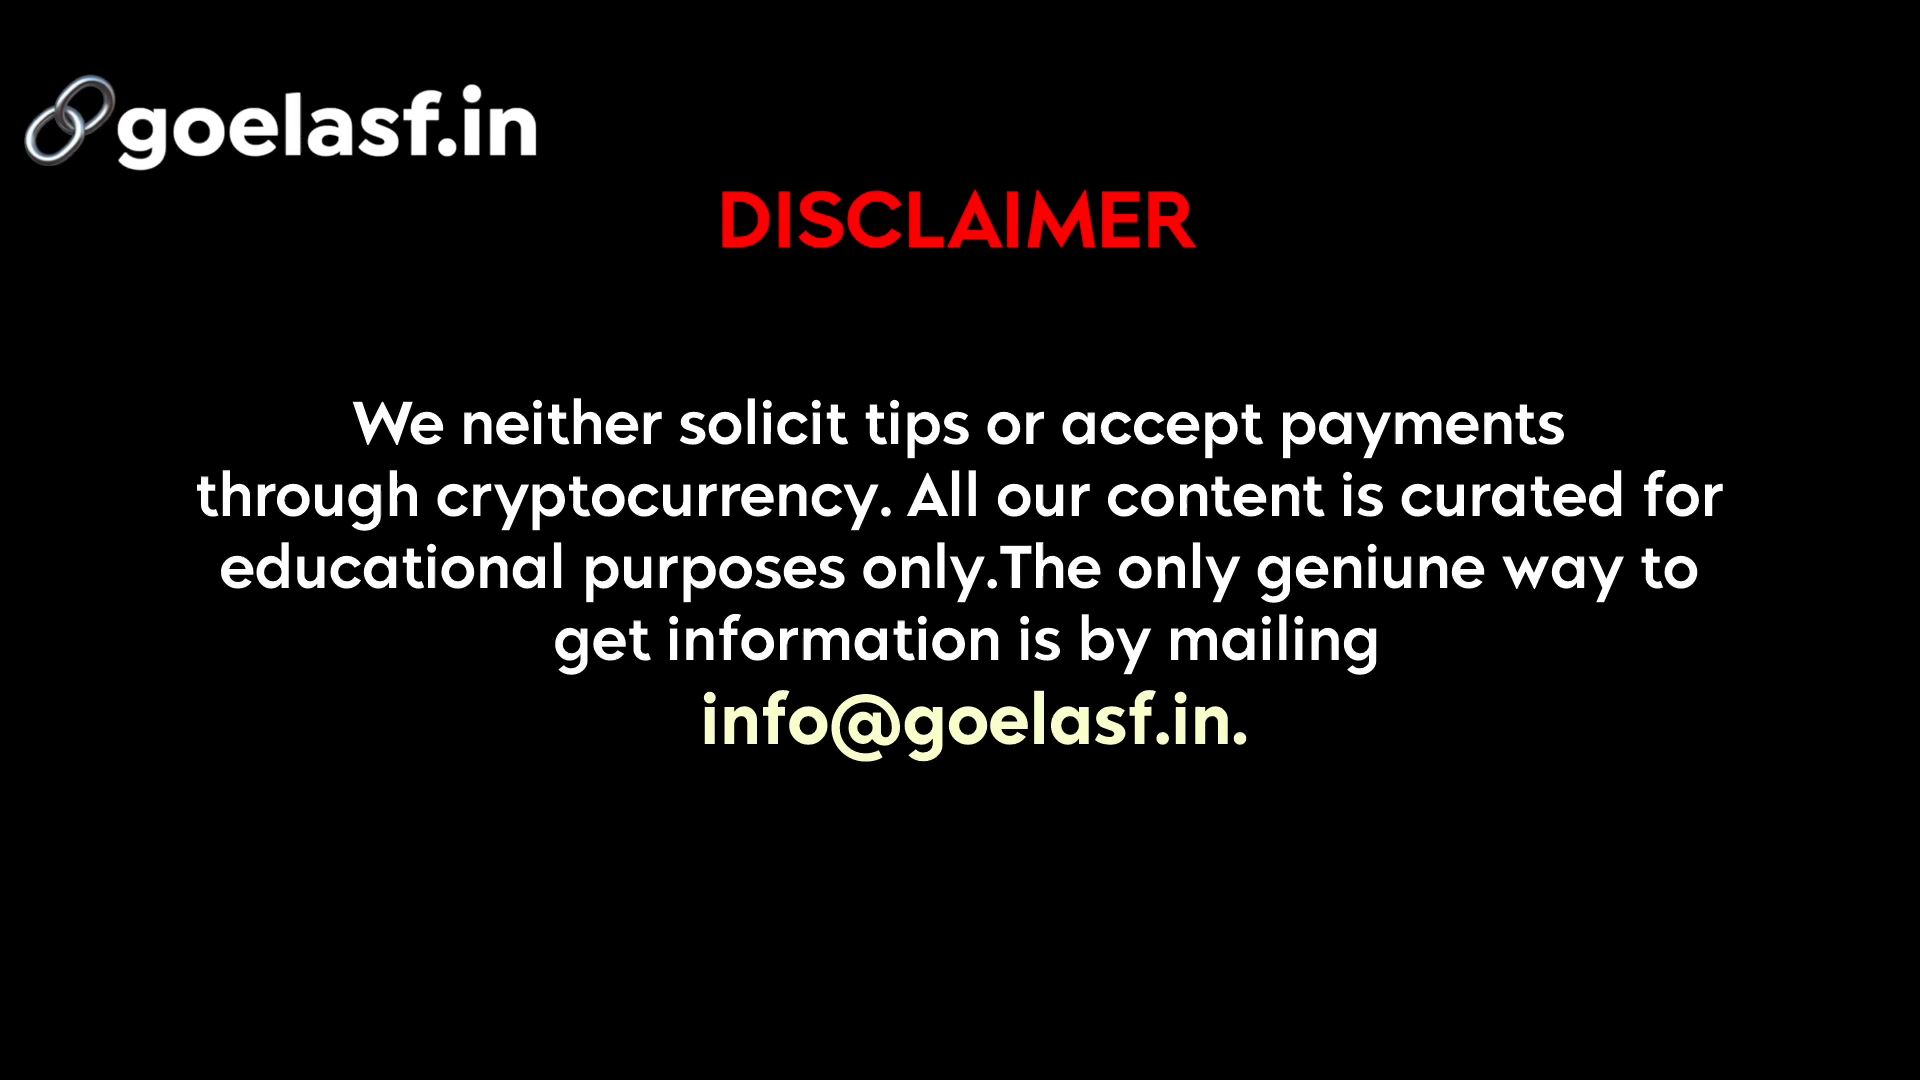 goelasf.in
DISCLAIMER
We neither solicit tips or accept payments
through cryptocurrency. All our content is curated for
educational purposes only.The only geniune way to
get information is by mailing
info@goelasf.in.